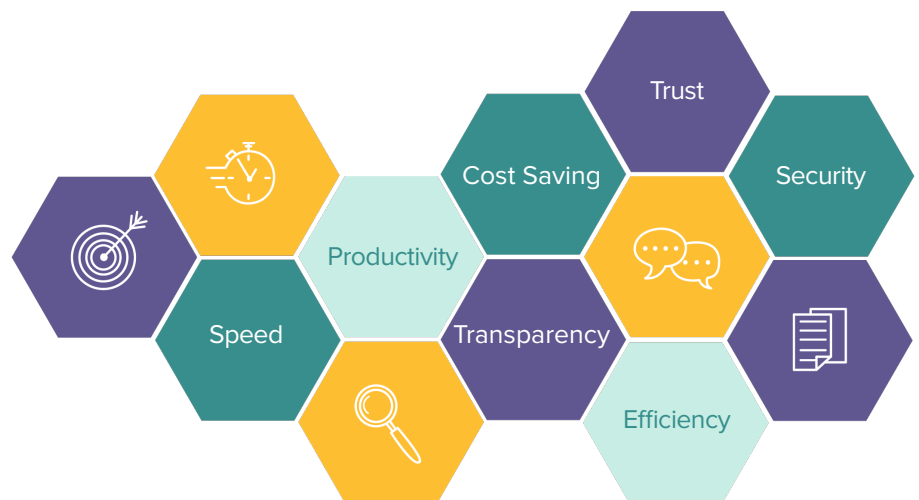 Trust
Cost Saving
Security
Productivity
Speed
Transparency
Efficiency